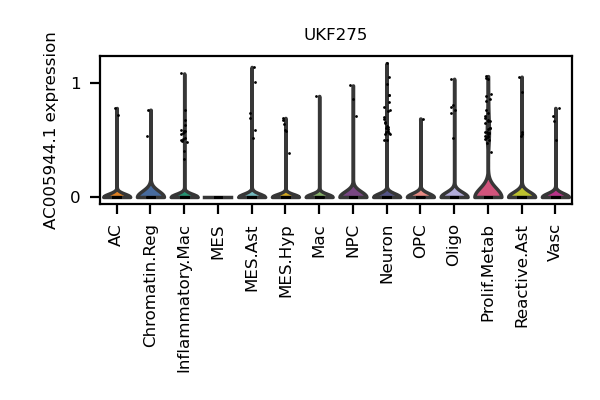 UKF275
AC005944.1 expression
1
0
AC
Chromatin.Reg
Inflammatory.Mac
MES
MES.Ast
MES.Hyp
Mac
NPC
Neuron
OPC
Oligo
Prolif.Metab
Reactive.Ast
Vasc